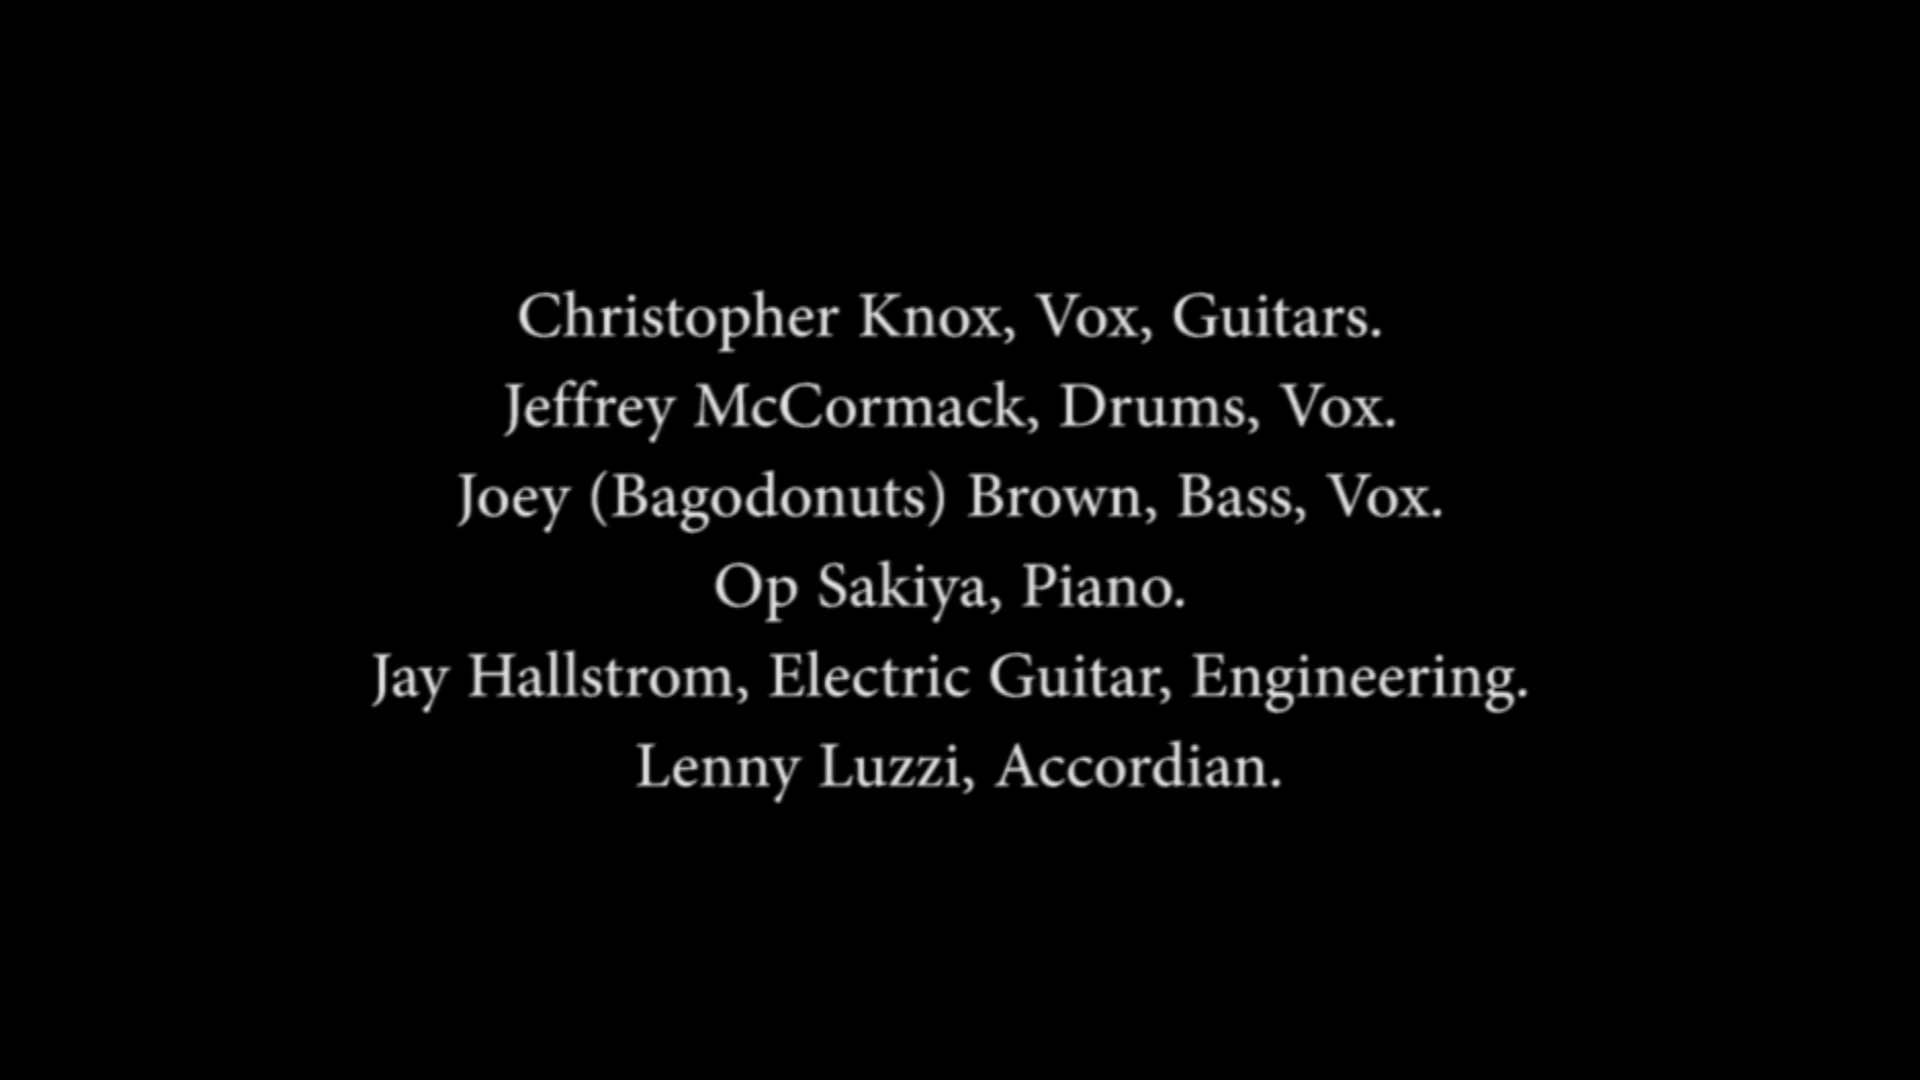 Christopher Knox, Vox, Guitars.
Jeffrey McCormack, Drums, Vox.
Joey (Bagodonuts) Brown, Bass, Vox.
Op Sakiya, Piano.
Jay Hallstrom, Electric Guitar, Engineering.
Lenny Luzzi, Accordian.